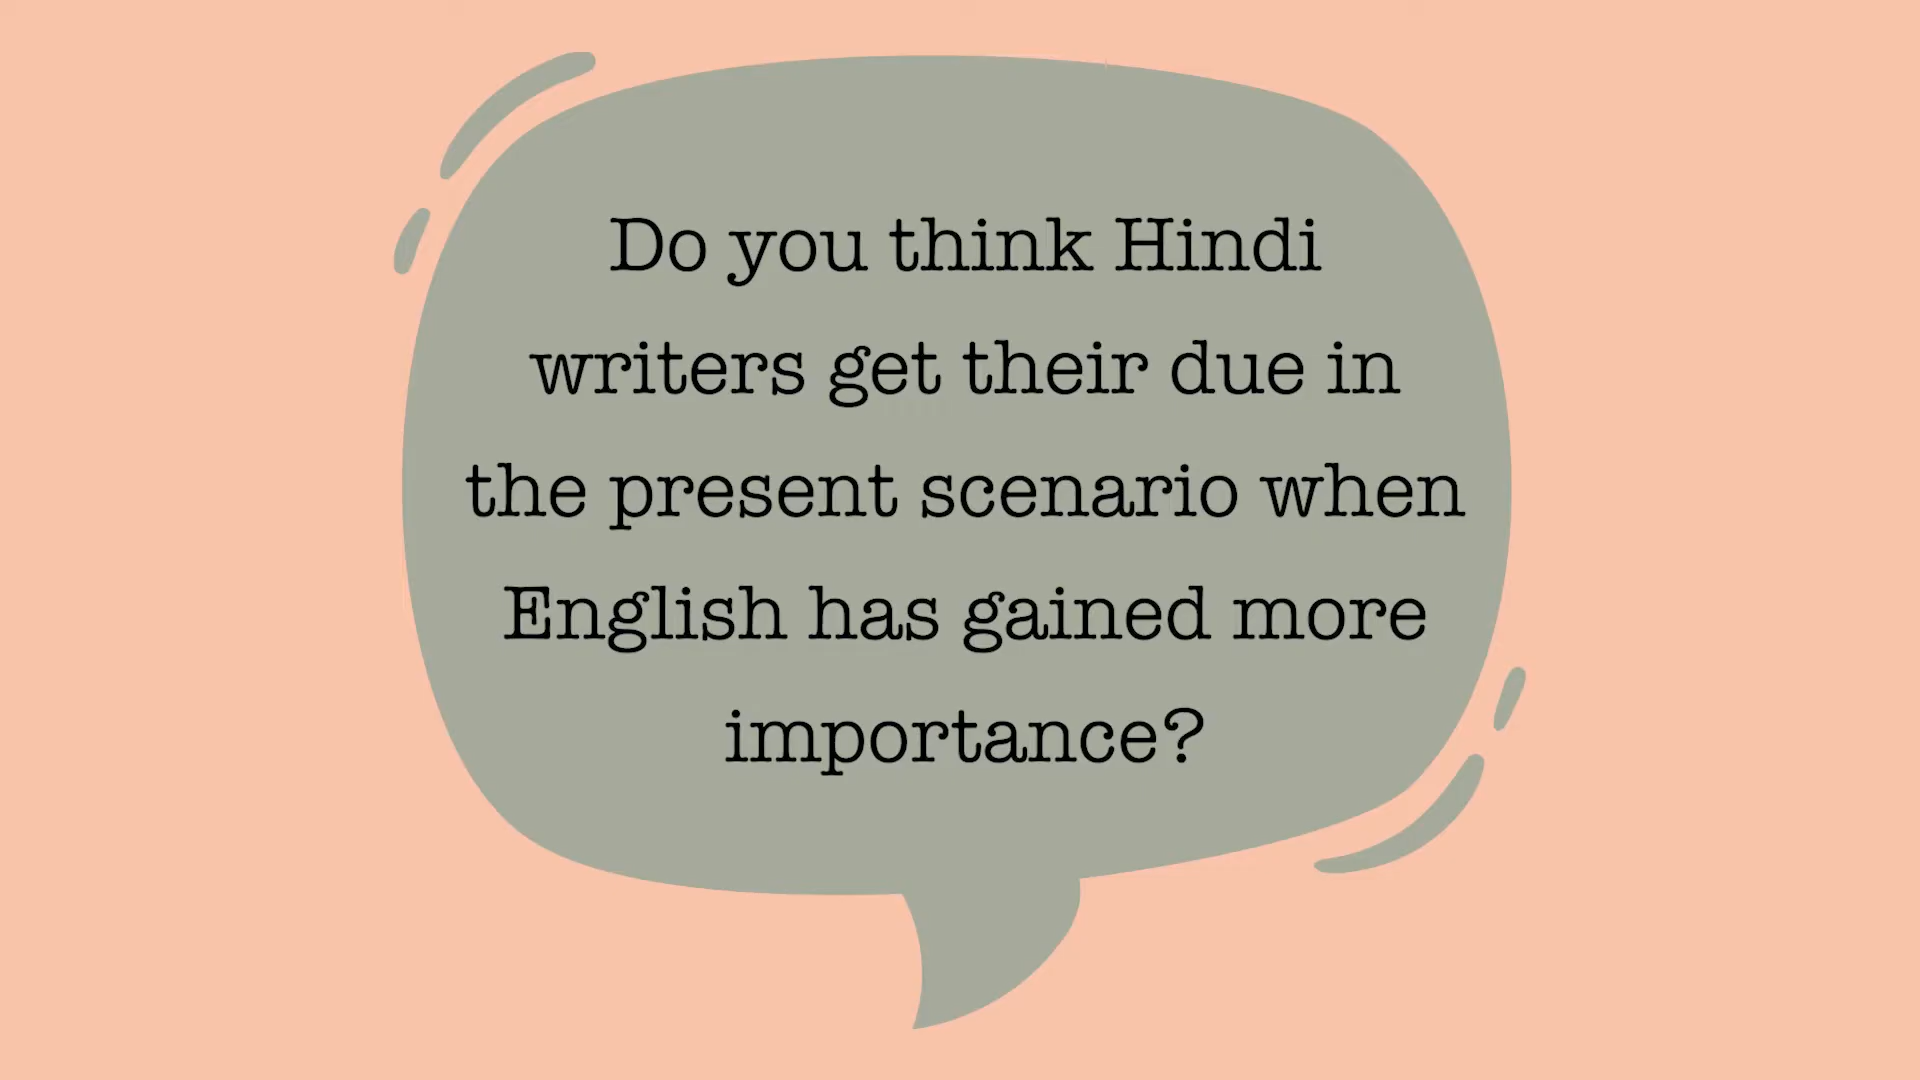 Do you think Hindi
writers get their due in
the present scenario when
English has gained more
importance?